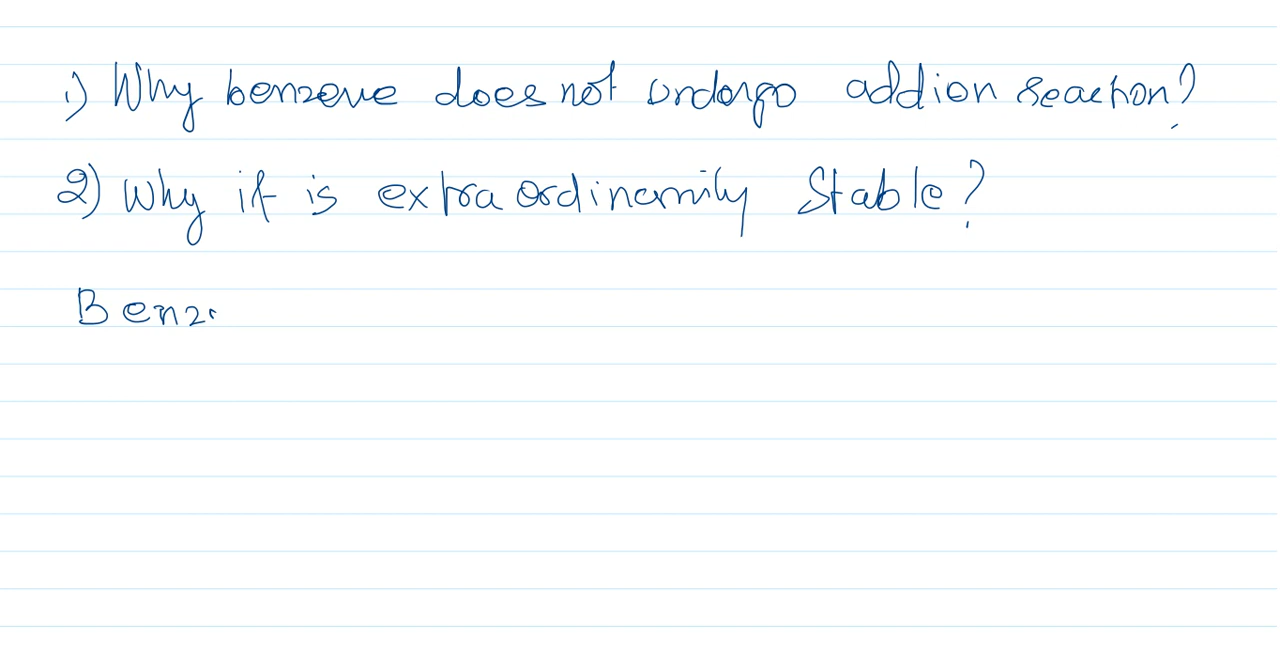 1) Why benzene does not undergo addion reaction?
2) Why it is extraordinarily Stable?
Benz